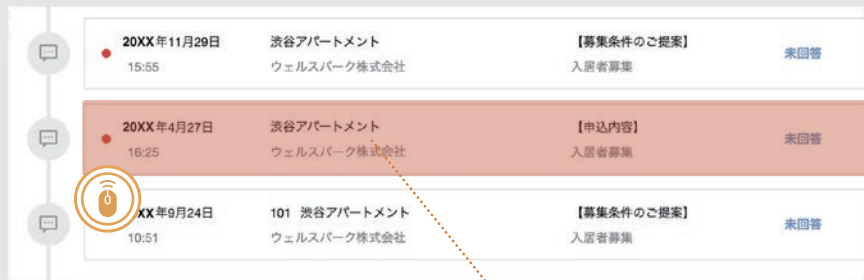 20XX年11月29日 渋谷アパートメント 【募集条件のご提案】 未回答
15:55 ウェルスパーク株式会社 入居者募集
20XX年4月27日 渋谷アパートメント 【申込内容】 未回答
16:25 ウェルスパーク株式会社 入居者募集
XX年9月24日 101 渋谷アパートメント 【募集条件のご提案】 未回答
10:51 ウェルスパーク株式会社 入居者募集